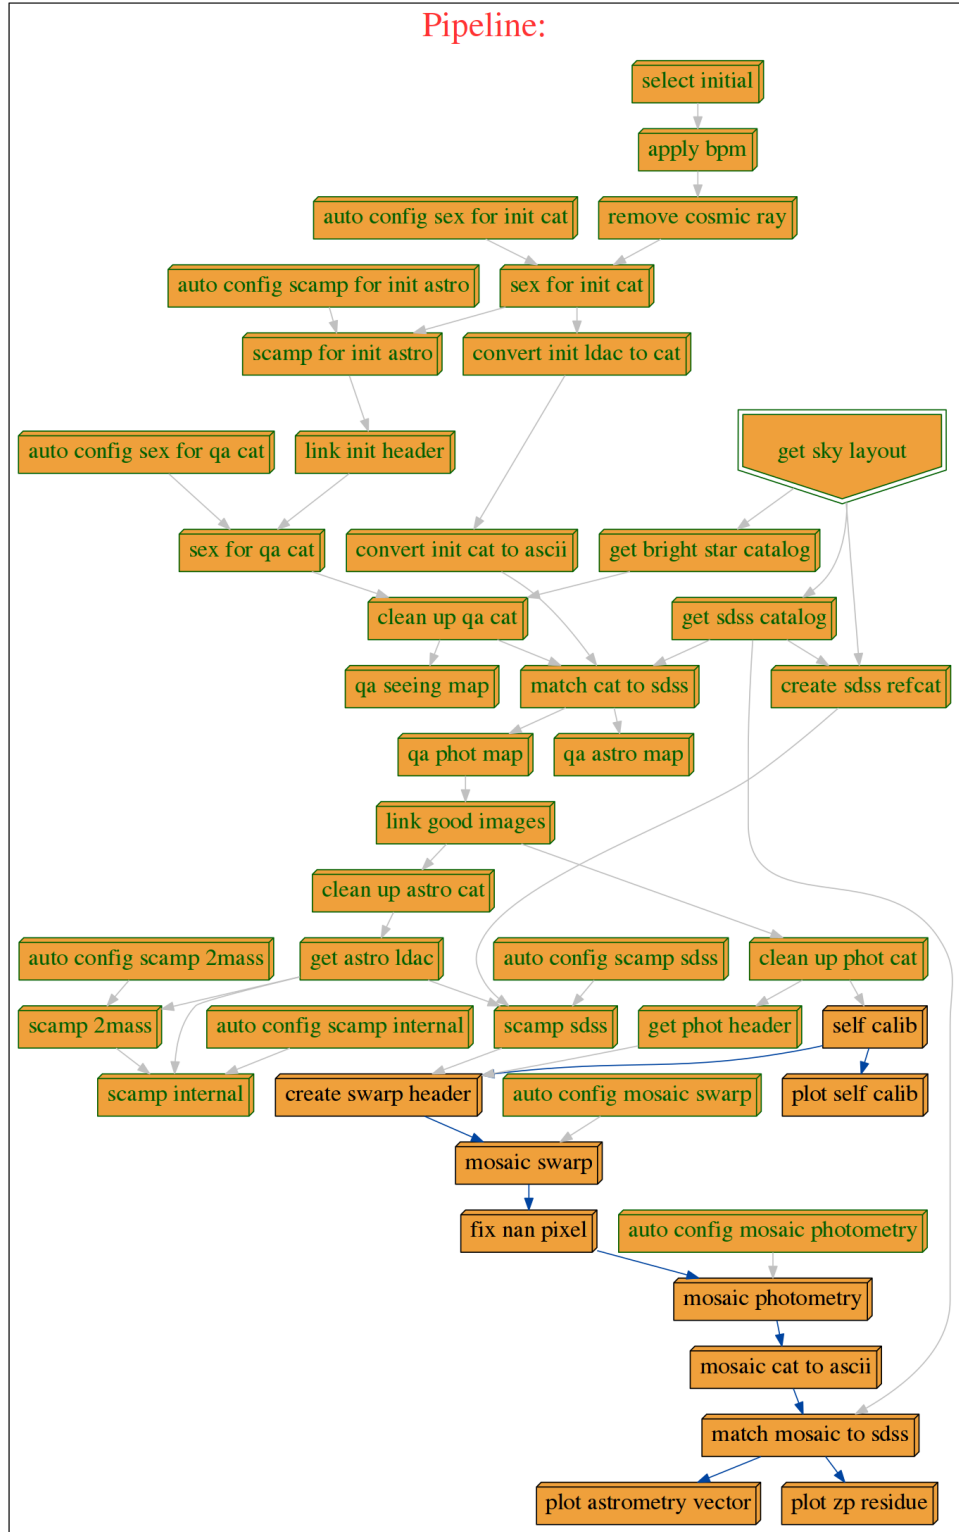 Pipeline:
select initial
apply bpm
auto config sex for init cat
remove cosmic ray
auto config scamp for init astro
sex for init cat
scamp for init astro
convert init ldac to cat
auto config sex for qa cat
link init header
get sky layout
sex for qa cat
convert init cat to ascii
get bright star catalog
clean up qa cat
get sdss catalog
qa seeing map
match cat to sdss
create sdss refcat
qa phot map
qa astro map
link good images
clean up astro cat
auto config scamp 2mass
get astro ldac
auto config scamp sdss
clean up phot cat
scamp 2mass
auto config scamp internal
scamp sdss
get phot header
self calib
scamp internal
create swarp header
auto config mosaic swarp
plot self calib
mosaic swarp
fix nan pixel
auto config mosaic photometry
mosaic photometry
mosaic cat to ascii
match mosaic to sdss
plot astrometry vector
plot zp residue